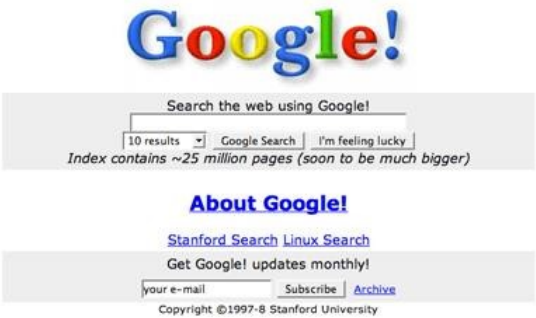 Google!
Search the web using Google!
10 results Google Search I'm feeling lucky
Index contains ~25 million pages (soon to be much bigger)
About Google!
Stanford Search Linux Search
Get Google! updates monthly!
your e-mail Subscribe Archive
Copyright ©1997-8 Stanford University